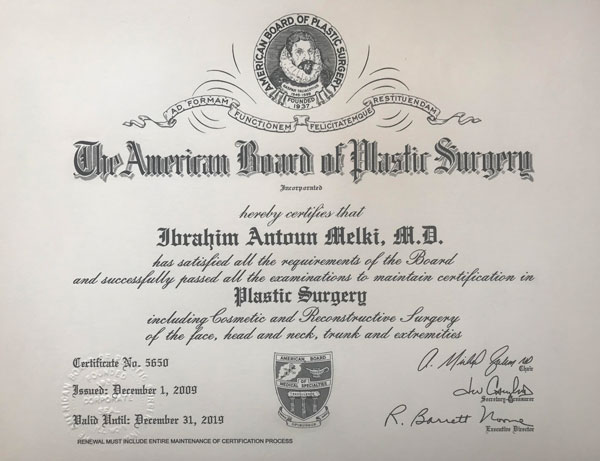 AMERICAN BOARD OF PLASTIC SURGERY
FOUNDED
1937
AD FORMAM FUNCTIONEM FELICITATEMQUE RESTITUENDAM
The American Board of Plastic Surgery
Incorporated
hereby certifies that
Ibrahim Antoun Melki, M.D.
has satisfied all the requirements of the Board
and successfully passed all the examinations to maintain certification in
Plastic Surgery
including Cosmetic and Reconstructive Surgery
of the face, head and neck, trunk and extremities
Certificate No. 5650
Issued: December 1, 2009
Valid Until: December 31, 2019
AMERICAN BOARD
OF
MEDICAL SPECIALTIES
Chair
Secretary-Treasurer
R. Barrett Noone
Executive Director
RENEWAL MUST INCLUDE ENTIRE MAINTENANCE OF CERTIFICATION PROCESS